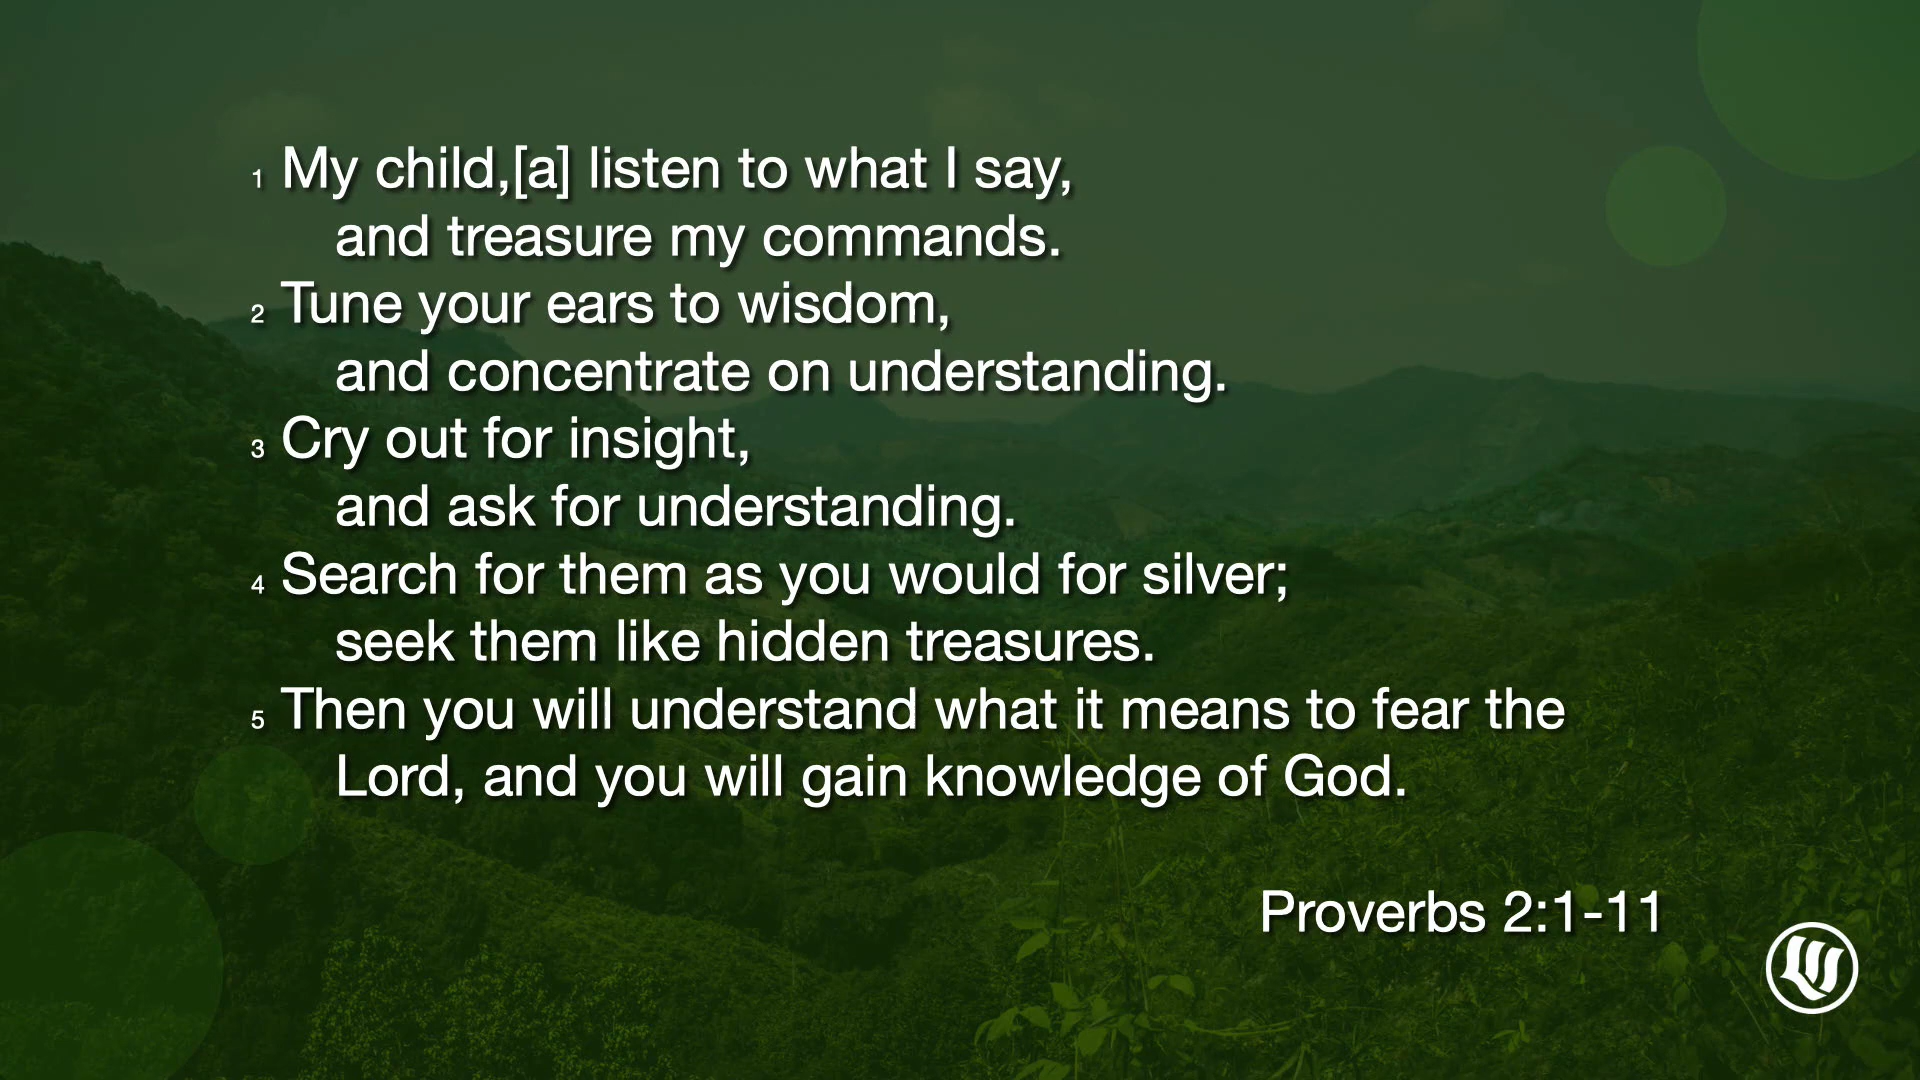 1 My child,[a] listen to what I say,
and treasure my commands.
2 Tune your ears to wisdom,
and concentrate on understanding.
3 Cry out for insight,
and ask for understanding.
4 Search for them as you would for silver;
seek them like hidden treasures.
5 Then you will understand what it means to fear the
Lord, and you will gain knowledge of God.
Proverbs 2:1-11